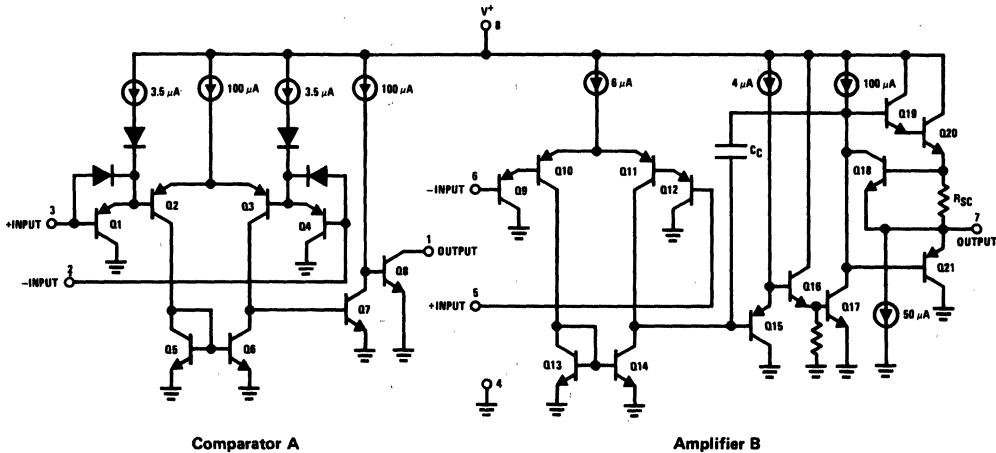 V+
8
3.5 µA
100 µA
3.5 µA
100 µA
6 µA
4 µA
100 µA
Q19
Q20
CC
Q18
Q10
Q11
6
−INPUT
Q9
Q12
RSC
3
+INPUT
Q1
Q2
Q3
Q4
7
OUTPUT
1
OUTPUT
2
−INPUT
Q8
Q21
5
+INPUT
Q16
Q7
Q17
Q15
50 µA
Q5
Q6
Q13
Q14
4
Comparator A
Amplifier B